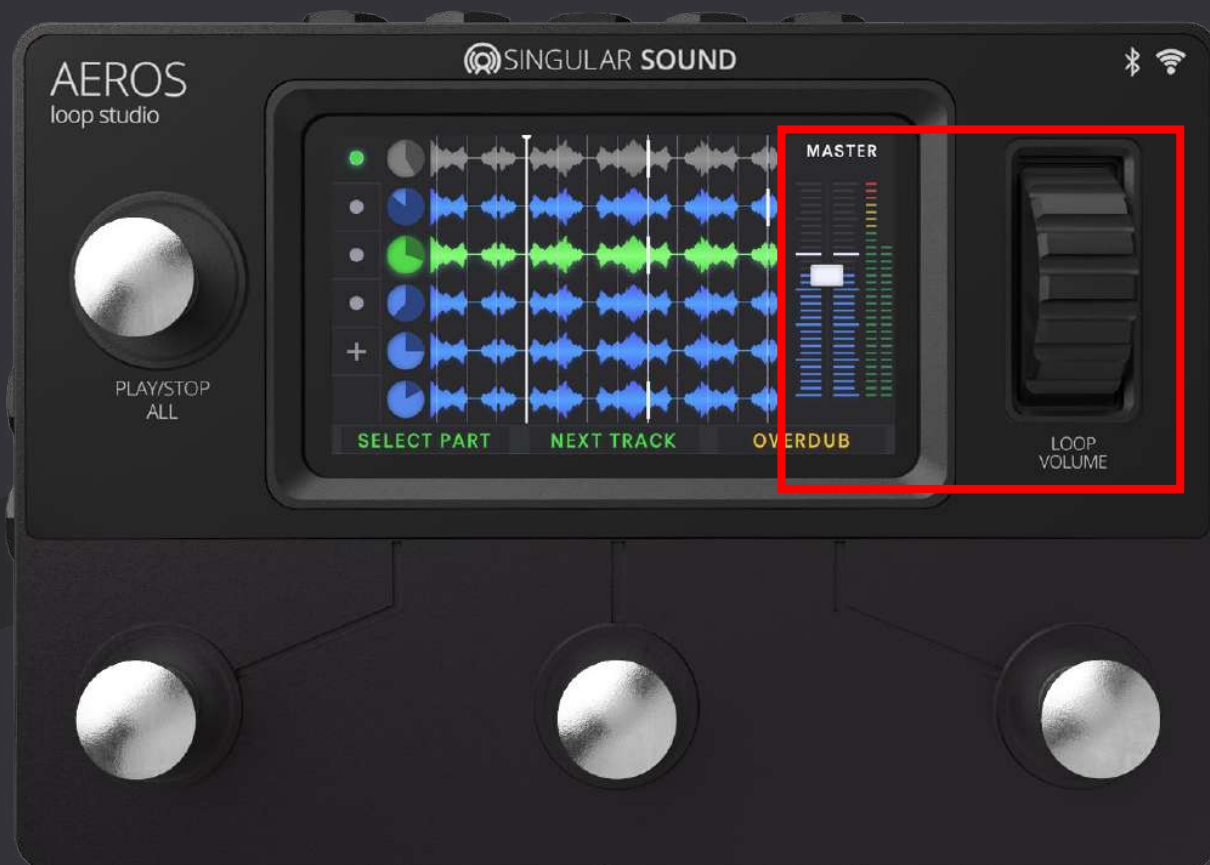 SINGULAR SOUND
AEROS
loop studio
MASTER
PLAY/STOP
ALL
SELECT PART
NEXT TRACK
OVERDUB
LOOP
VOLUME